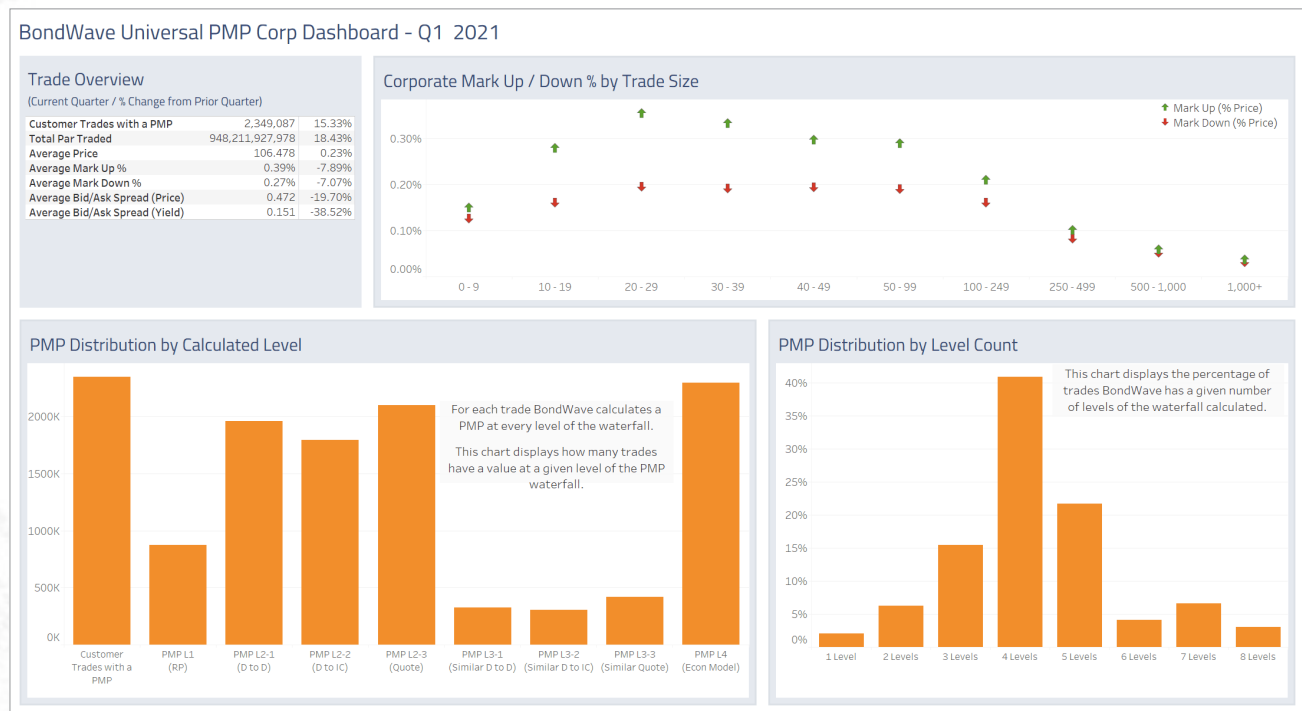 BondWave Universal PMP Corp Dashboard - Q1 2021
Trade Overview
(Current Quarter / % Change from Prior Quarter)
Customer Trades with a PMP 2,349,087 15.33%
Total Par Traded 948,211,927,978 18.43%
Average Price 106.478 0.23%
Average Mark Up % 0.39% -7.89%
Average Mark Down % 0.27% -7.07%
Average Bid/Ask Spread (Price) 0.472 -19.70%
Average Bid/Ask Spread (Yield) 0.151 -38.52%
Corporate Mark Up / Down % by Trade Size
Mark Up (% Price)
Mark Down (% Price)
0.30%
0.20%
0.10%
0.00%
0 - 9 10 - 19 20 - 29 30 - 39 40 - 49 50 - 99 100 - 249 250 - 499 500 - 1,000 1,000+
PMP Distribution by Calculated Level
For each trade BondWave calculates a
PMP at every level of the waterfall.
This chart displays how many trades
have a value at a given level of the PMP
waterfall.
2000K
1500K
1000K
500K
0K
Customer PMP L1 PMP L2-1 PMP L2-2 PMP L2-3 PMP L3-1 PMP L3-2 PMP L3-3 PMP L4
Trades with a (RP) (D to D) (D to IC) (Quote) (Similar D to D) (Similar D to IC) (Similar Quote) (Econ Model)
PMP
PMP Distribution by Level Count
This chart displays the percentage of
trades BondWave has a given number
of levels of the waterfall calculated.
40%
35%
30%
25%
20%
15%
10%
5%
0%
1 Level 2 Levels 3 Levels 4 Levels 5 Levels 6 Levels 7 Levels 8 Levels